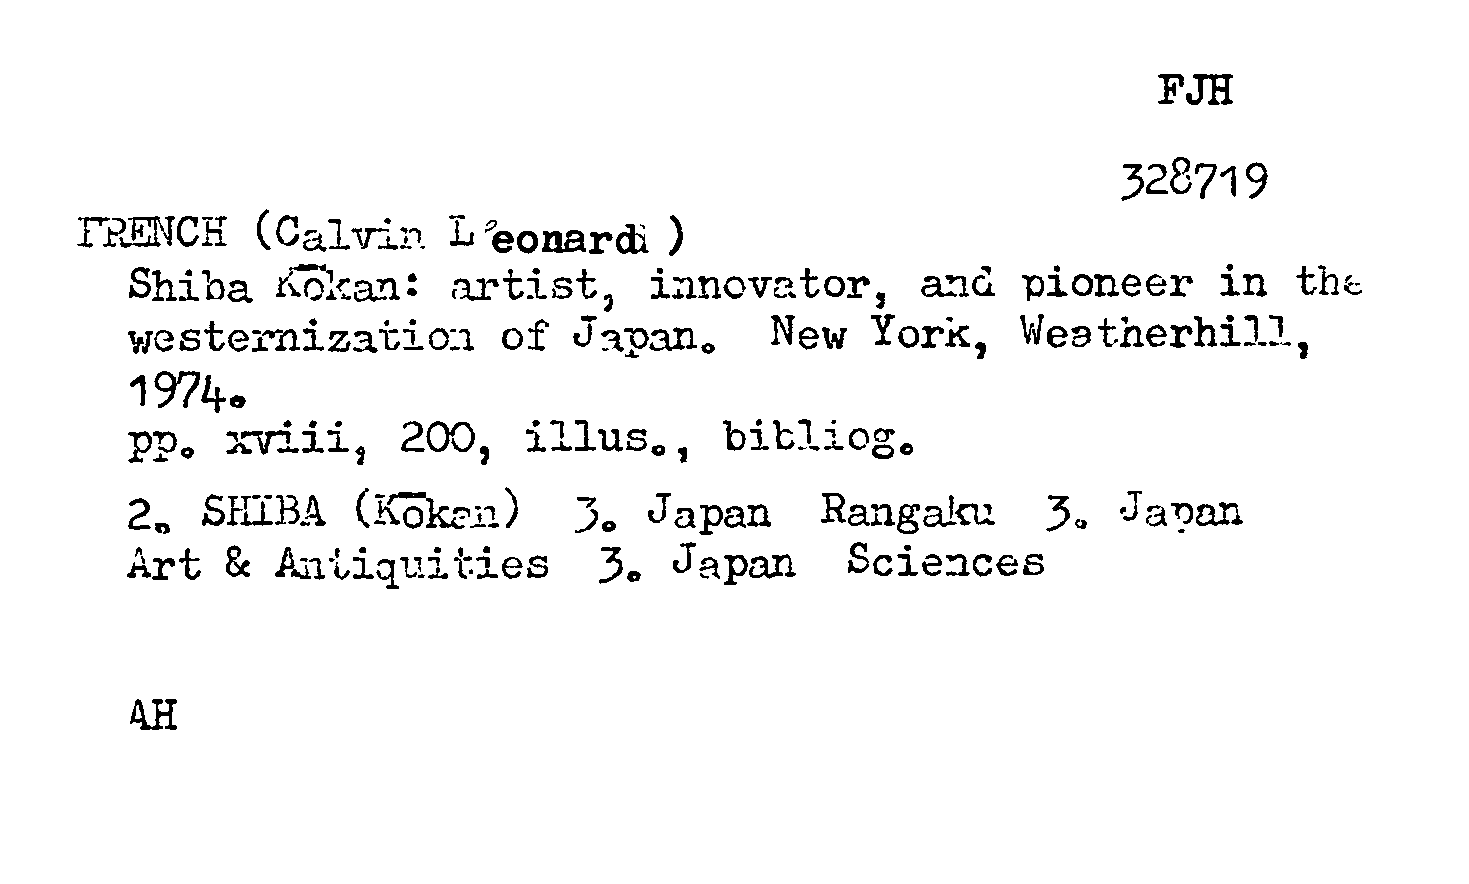 FJH
328719
FRENCH (Calvin Leonard)
Shiba Kōkan: artist, innovator, and pioneer in the
westernization of Japan. New York, Weatherhill,
1974.
pp. xviii, 200, illus., bibliog.
2. SHIBA (Kōkan) 3. Japan Rangaku 3. Japan
Art & Antiquities 3. Japan Sciences
AH